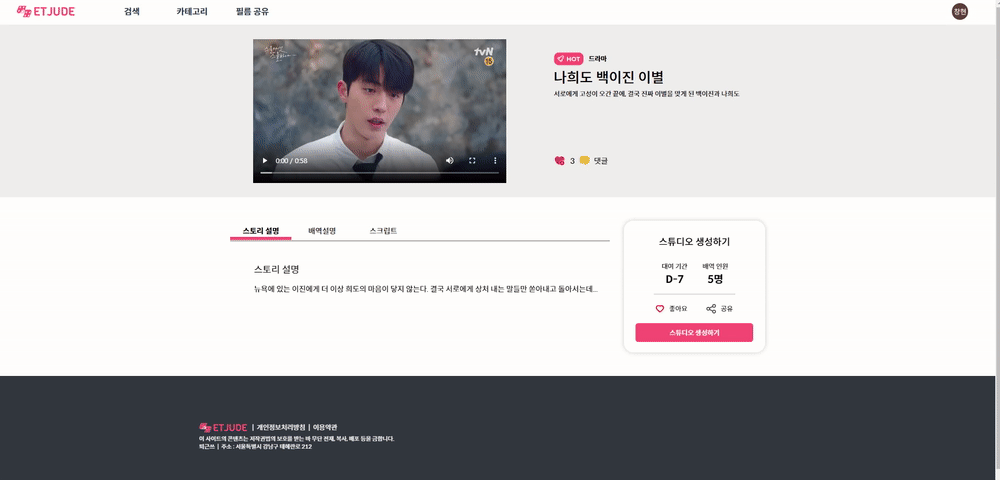 ETJUDE
검색
카테고리
필름 공유
창현
tvN
15
0:00 / 0:58
HOT 드라마
나희도 백이진 이별
서로에게 고성이 오간 끝에, 결국 진짜 이별을 맞게 된 백이진과 나희도
3 댓글
스토리 설명
배역설명
스크립트
스토리 설명
뉴욕에 있는 이진에게 더 이상 희도의 마음이 닿지 않는다. 결국 서로에게 상처 내는 말들만 쏟아내고 돌아서는데...
스튜디오 생성하기
대여 기간 배역 인원
D-7 5명
좋아요 공유
스튜디오 생성하기
ETJUDE | 개인정보처리방침 | 이용약관
이 사이트의 콘텐츠는 저작권법의 보호를 받는 바 무단 전재, 복사, 배포 등을 금합니다.
퇴근쓰 | 주소 : 서울특별시 강남구 테헤란로 212